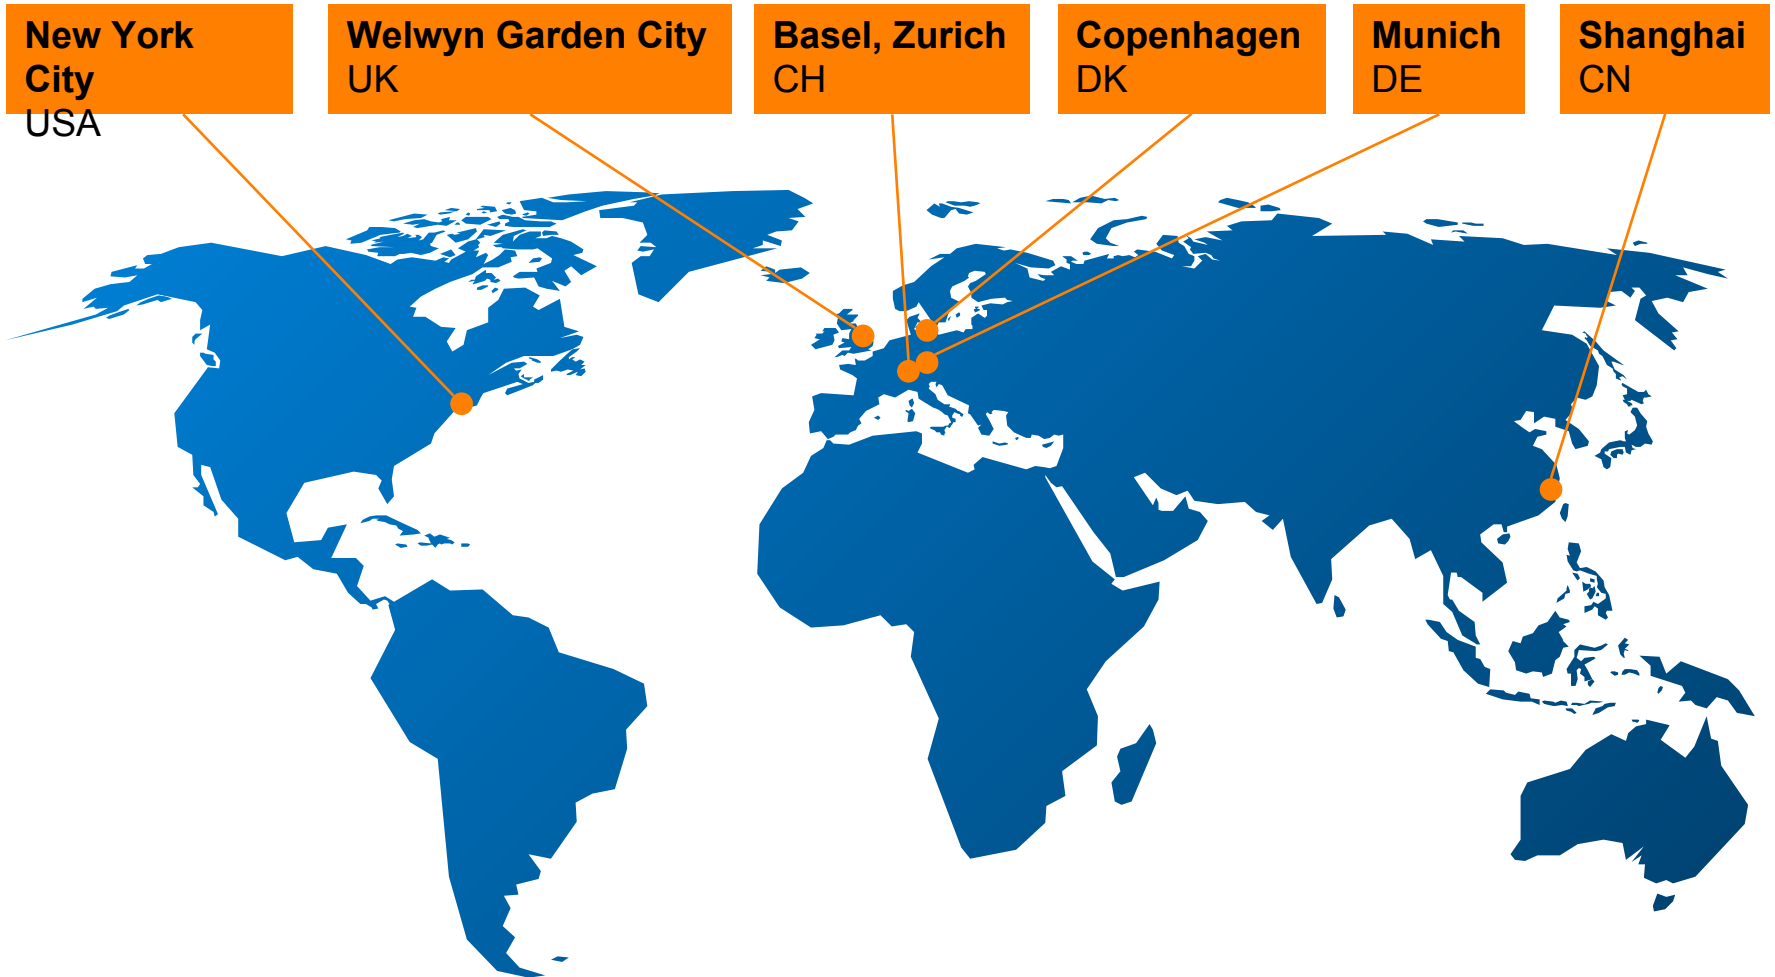 New York
City
USA
Welwyn Garden City
UK
Basel, Zurich
CH
Copenhagen
DK
Munich
DE
Shanghai
CN